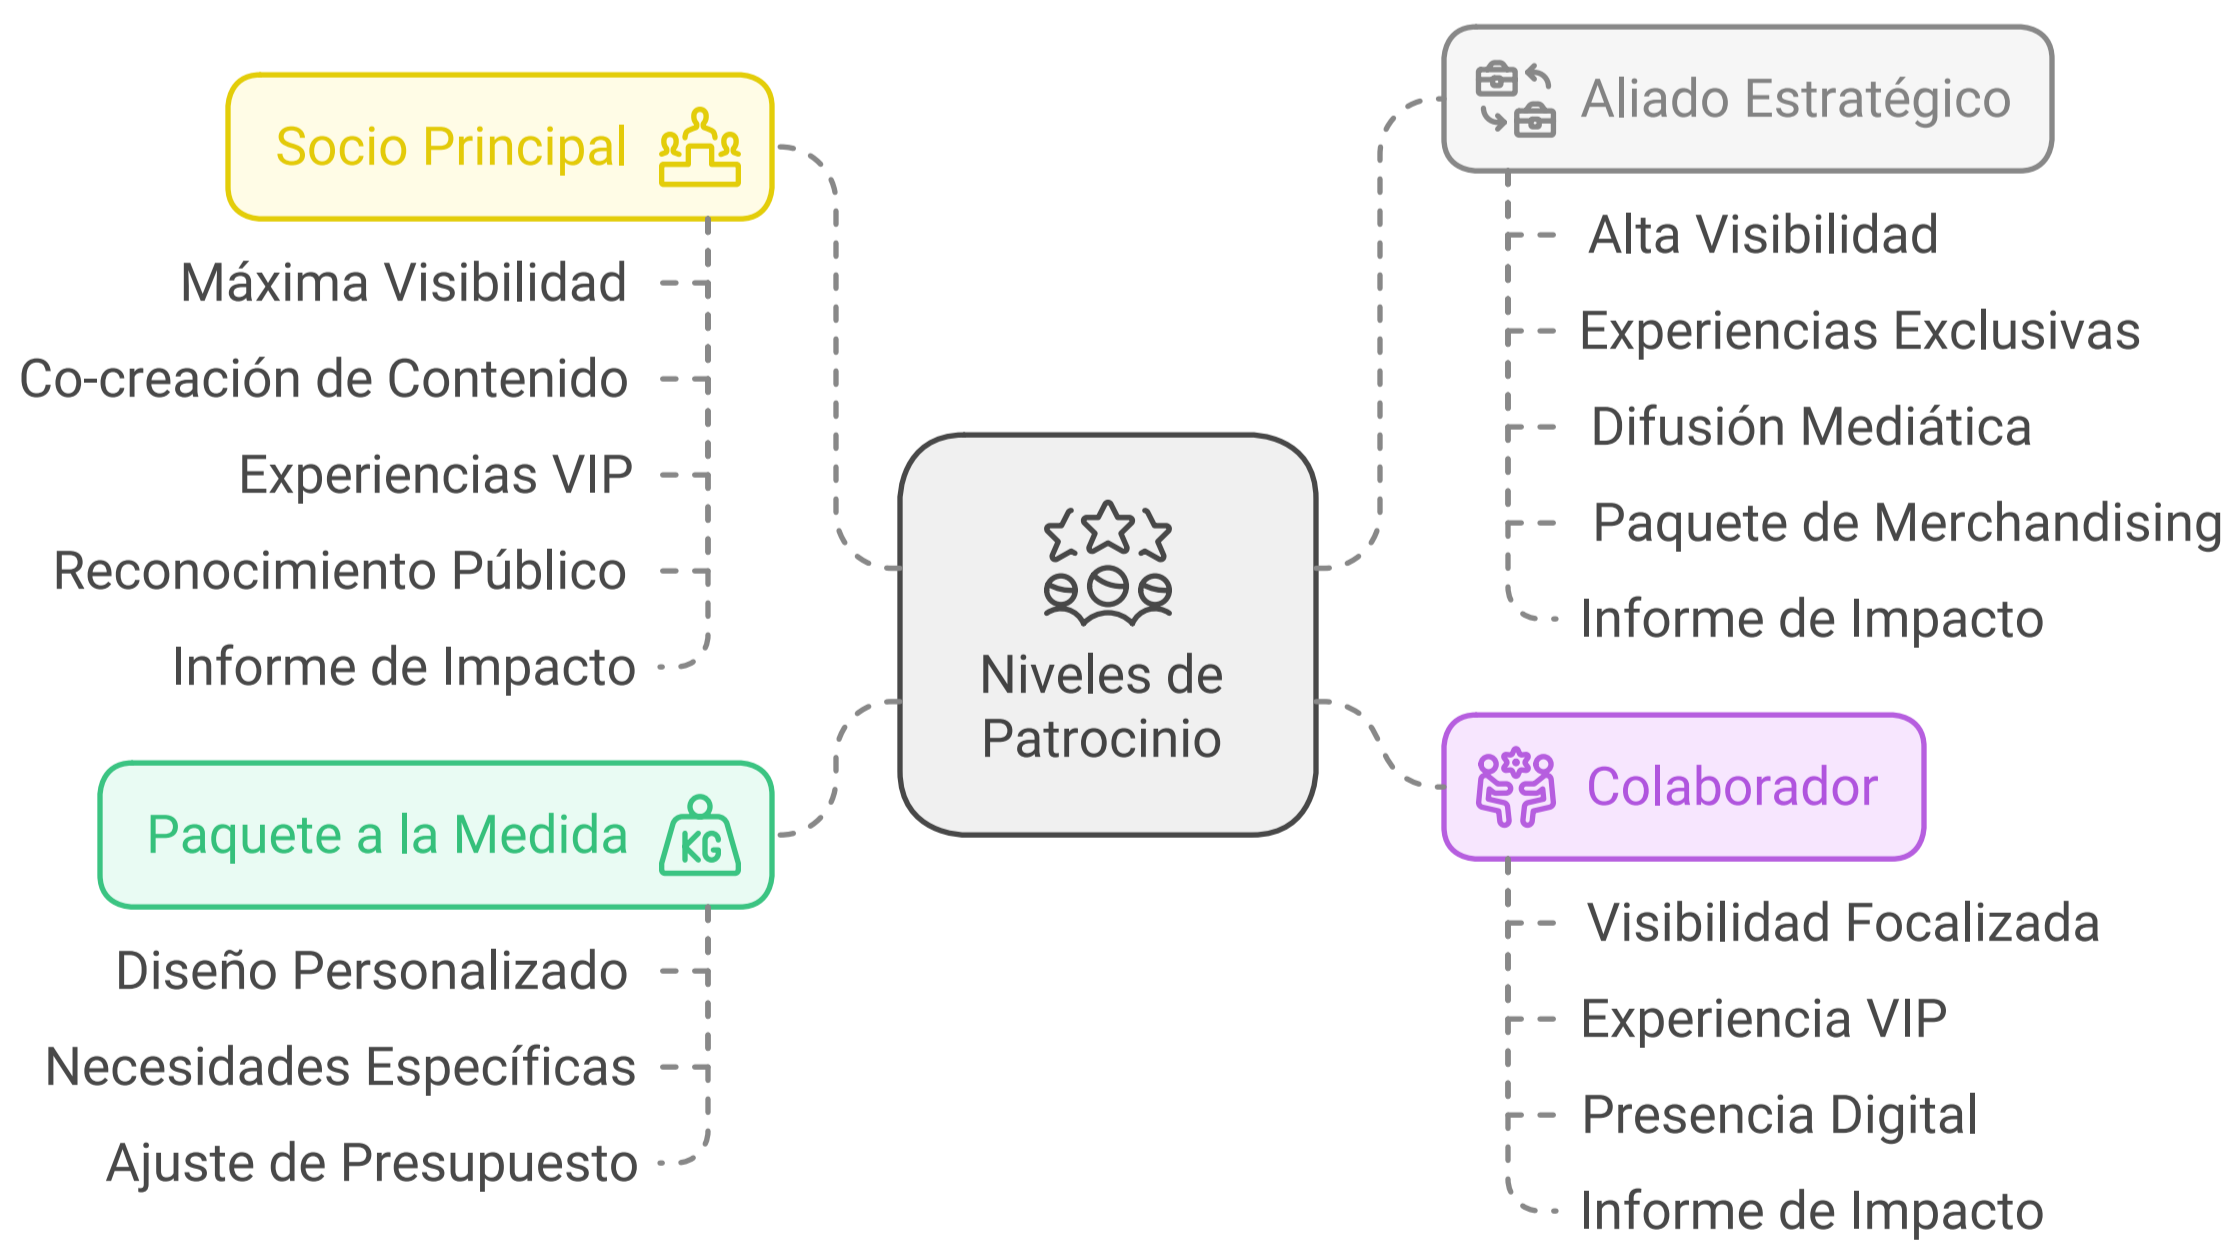 Socio Principal
Máxima Visibilidad
Co-creación de Contenido
Experiencias VIP
Reconocimiento Público
Informe de Impacto
Paquete a la Medida
KG
Diseño Personalizado
Necesidades Específicas
Ajuste de Presupuesto
Niveles de
Patrocinio
Aliado Estratégico
Alta Visibilidad
Experiencias Exclusivas
Difusión Mediática
Paquete de Merchandising
Informe de Impacto
Colaborador
Visibilidad Focalizada
Experiencia VIP
Presencia Digital
Informe de Impacto